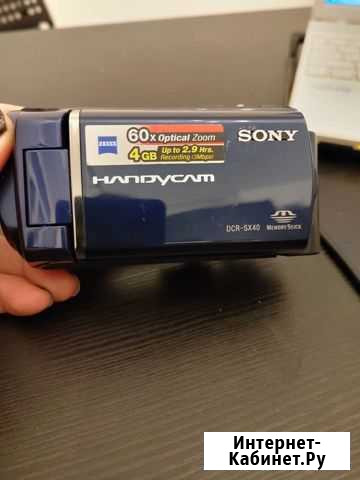 60x Optical Zoom
ZEISS
4GB Up to 2.9 Hrs.
Recording (3Mbps)
SONY
HANDYCAM
DCR-SX40
MEMORY STICK
Интернет-
Кабинет.Ру